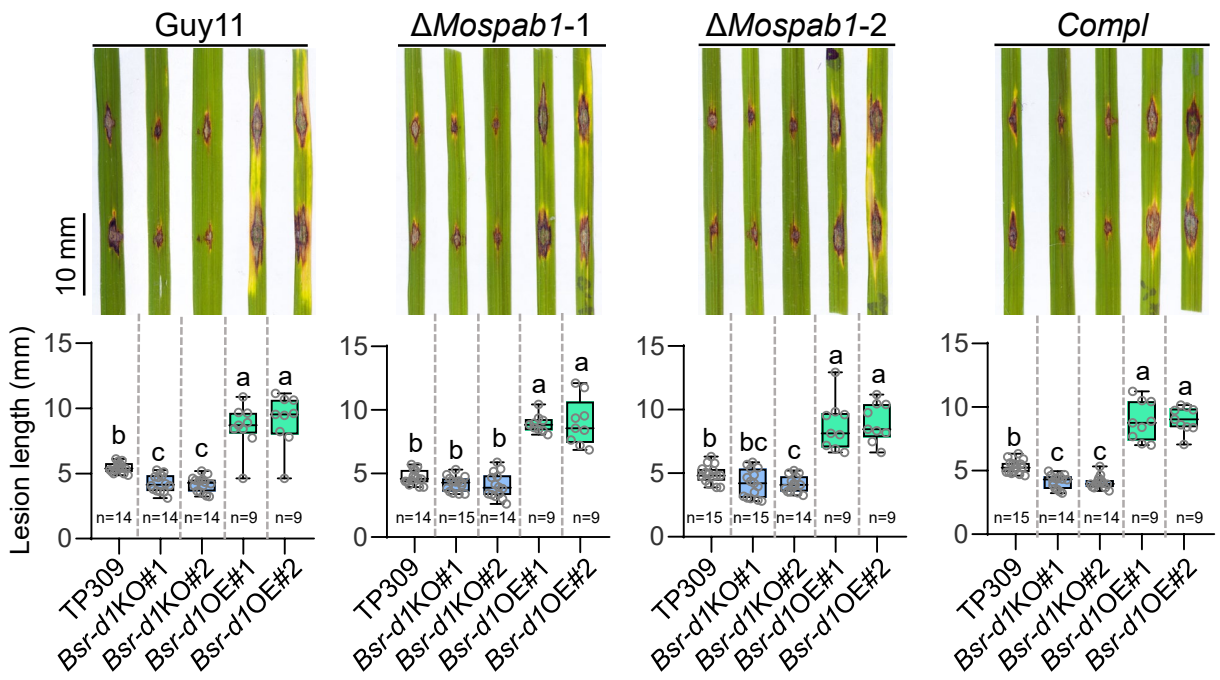 Guy11
ΔMospab1-1
ΔMospab1-2
Compl
10 mm
Lesion length (mm)
15
10
5
0
b
c
c
a
a
n=14
n=14
n=14
n=9
n=9
TP309
Bsr-d1KO#1
Bsr-d1KO#2
Bsr-d1OE#1
Bsr-d1OE#2
15
10
5
0
b
b
b
a
a
n=14
n=15
n=14
n=9
n=9
TP309
Bsr-d1KO#1
Bsr-d1KO#2
Bsr-d1OE#1
Bsr-d1OE#2
15
10
5
0
b
bc
c
a
a
n=15
n=15
n=14
n=9
n=9
TP309
Bsr-d1KO#1
Bsr-d1KO#2
Bsr-d1OE#1
Bsr-d1OE#2
15
10
5
0
b
c
c
a
a
n=15
n=14
n=14
n=9
n=9
TP309
Bsr-d1KO#1
Bsr-d1KO#2
Bsr-d1OE#1
Bsr-d1OE#2